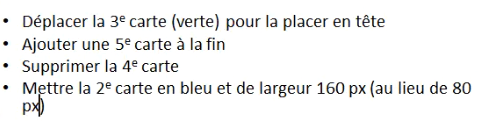 • Déplacer la 3e carte (verte) pour la placer en tête
• Ajouter une 5e carte à la fin
• Supprimer la 4e carte
• Mettre la 2e carte en bleu et de largeur 160 px (au lieu de 80
px)